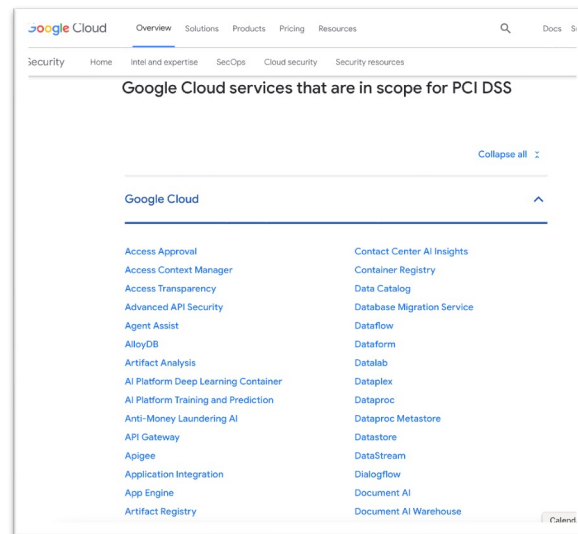 Google Cloud Overview Solutions Products Pricing Resources Docs
Security Home Intel and expertise SecOps Cloud security Security resources
Google Cloud services that are in scope for PCI DSS
Collapse all
Google Cloud
Access Approval
Access Context Manager
Access Transparency
Advanced API Security
Agent Assist
AlloyDB
Artifact Analysis
AI Platform Deep Learning Container
AI Platform Training and Prediction
Anti-Money Laundering AI
API Gateway
Apigee
Application Integration
App Engine
Artifact Registry
Contact Center AI Insights
Container Registry
Data Catalog
Database Migration Service
Dataflow
Dataform
Datalab
Dataplex
Dataproc
Dataproc Metastore
Datastore
DataStream
Dialogflow
Document AI
Document AI Warehouse
Calend